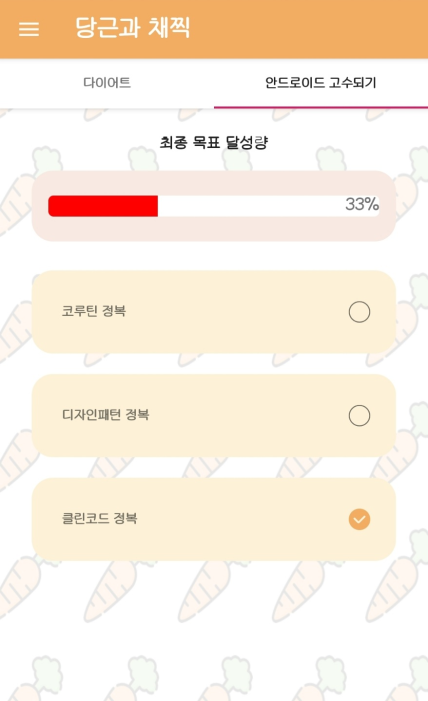 당근과 채찍
다이어트
안드로이드 고수되기
최종 목표 달성량
33%
코루틴 정복
디자인패턴 정복
클린코드 정복